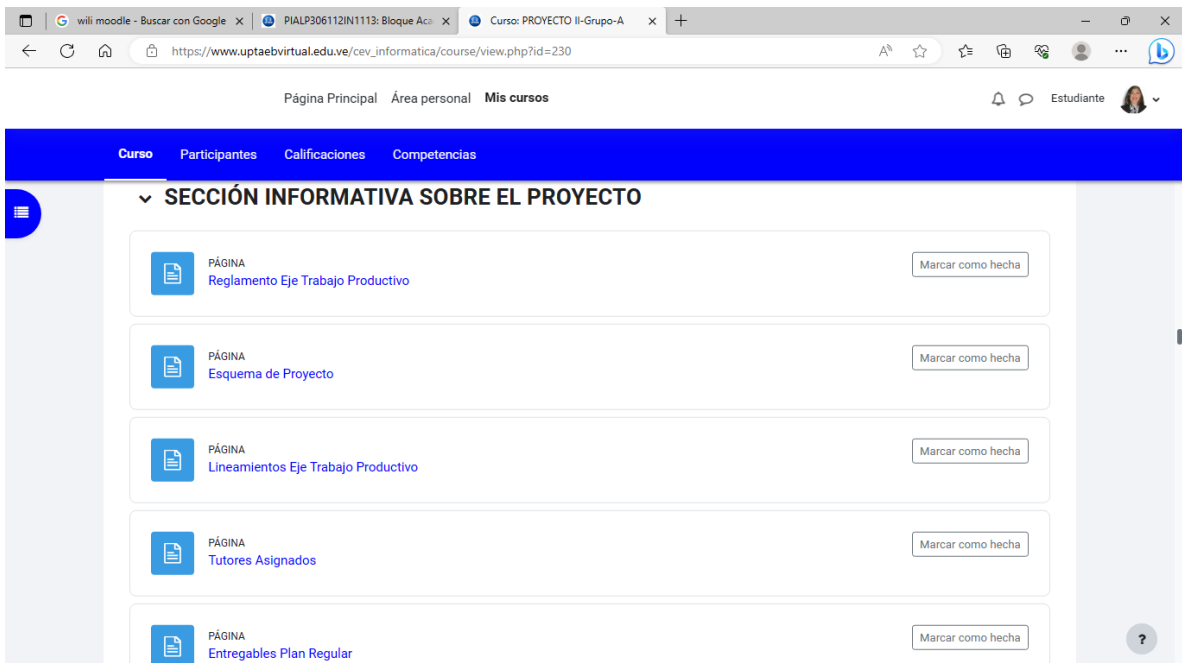 wili moodle - Buscar con Google
PIALP306112IN1113: Bloque Aca
Curso: PROYECTO II-Grupo-A
https://www.uptaebvirtual.edu.ve/cev_informatica/course/view.php?id=230
Página Principal Área personal Mis cursos
Estudiante
Curso Participantes Calificaciones Competencias
SECCIÓN INFORMATIVA SOBRE EL PROYECTO
PÁGINA
Reglamento Eje Trabajo Productivo
Marcar como hecha
PÁGINA
Esquema de Proyecto
Marcar como hecha
PÁGINA
Lineamientos Eje Trabajo Productivo
Marcar como hecha
PÁGINA
Tutores Asignados
Marcar como hecha
PÁGINA
Entregables Plan Regular
Marcar como hecha
?